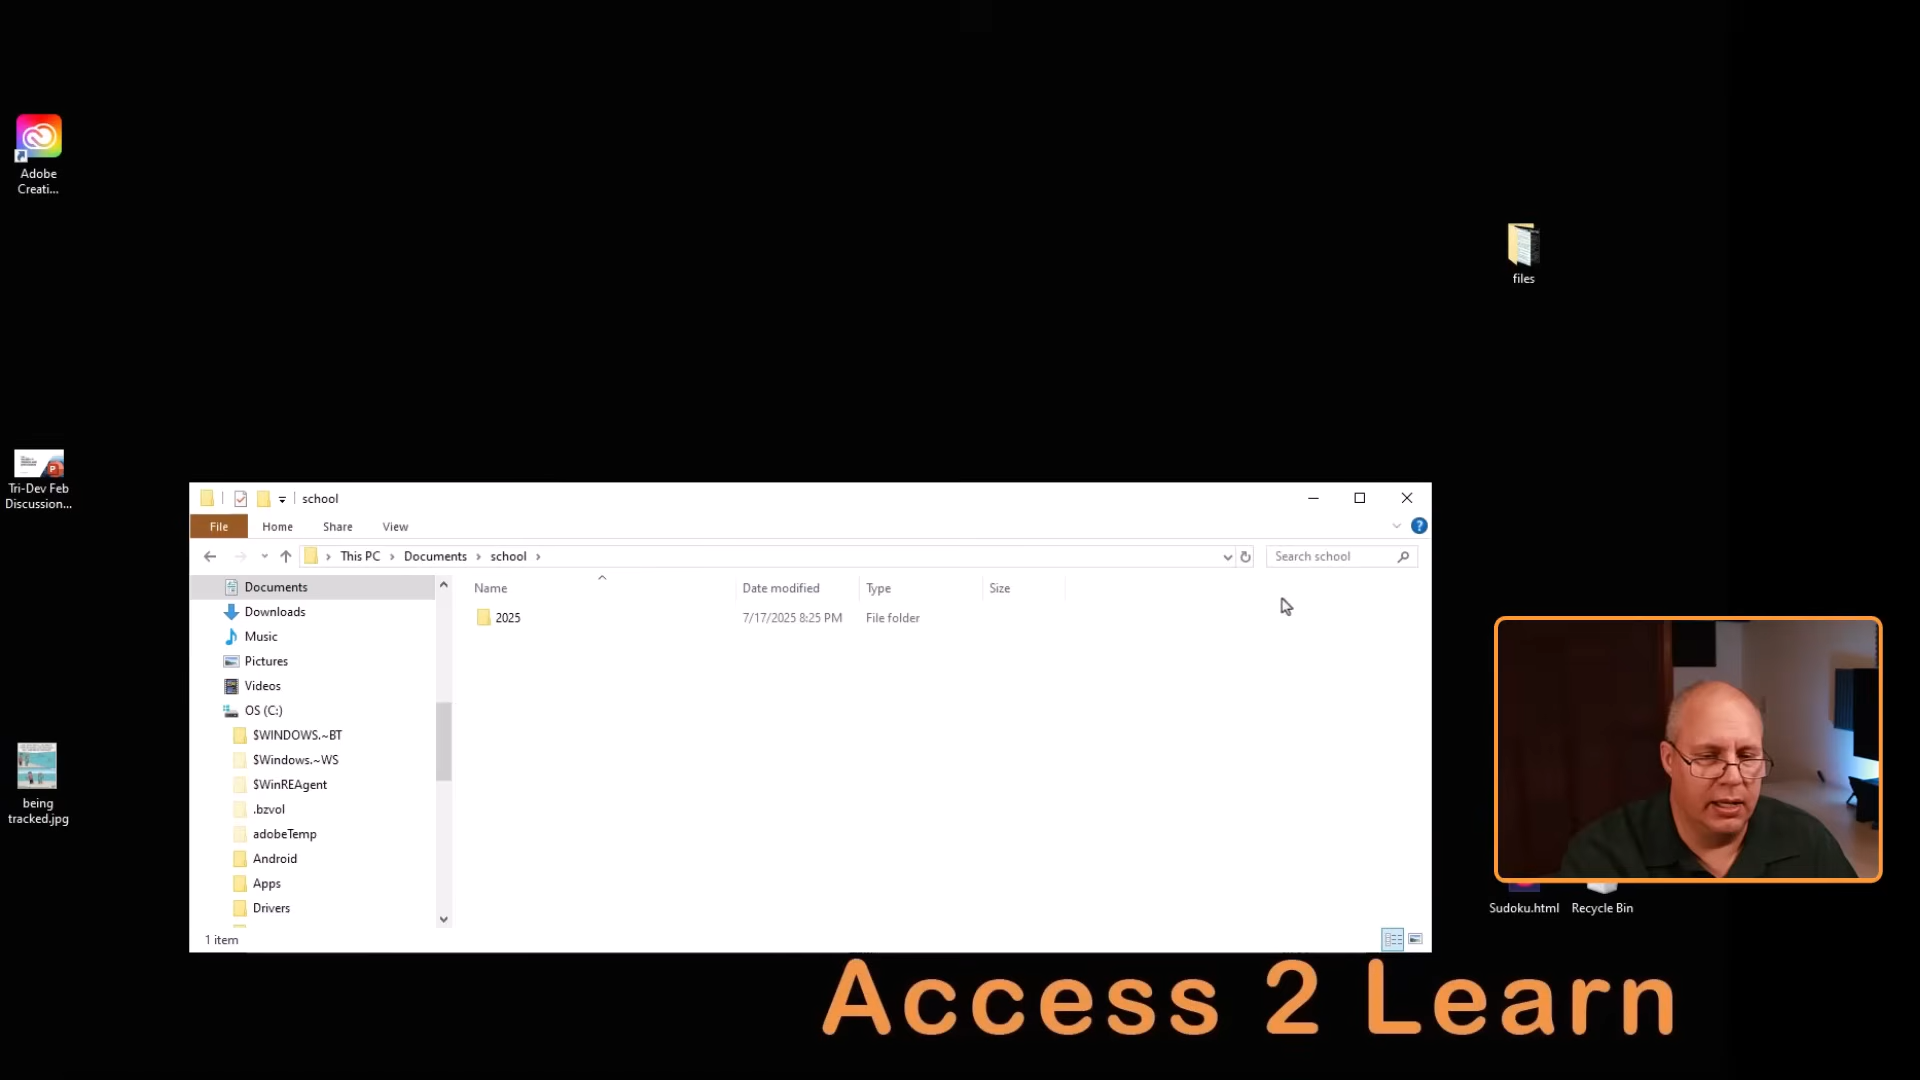 Adobe
Creati...
files
Tri-Dev Feb
Discussion...
being
tracked.jpg
school
File Home Share View
This PC Documents school
Search school
Name Date modified Type Size
2025 7/17/2025 8:25 PM File folder
Documents
Downloads
Music
Pictures
Videos
OS (C:)
$WINDOWS.~BT
$Windows.~WS
$WinREAgent
.bzvol
adobeTemp
Android
Apps
Drivers
1 item
Sudoku.html
Recycle Bin
Access 2 Learn